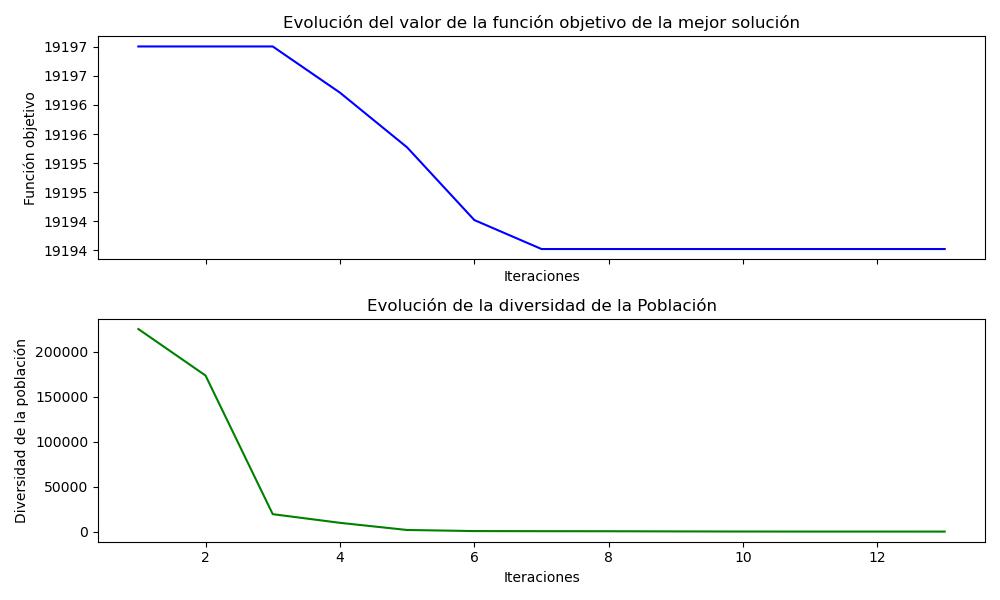 Evolución del valor de la función objetivo de la mejor solución
Función objetivo
19197
19197
19196
19196
19195
19195
19194
19194
Iteraciones
Evolución de la diversidad de la Población
Diversidad de la población
200000
150000
100000
50000
0
2 4 6 8 10 12
Iteraciones